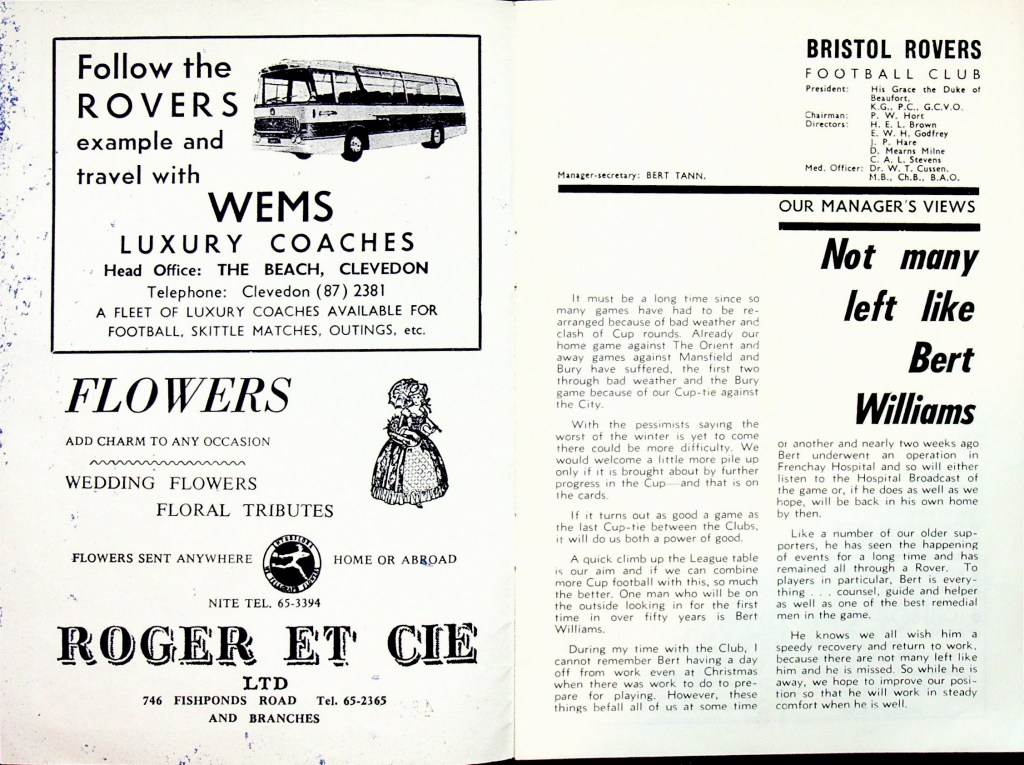 Follow the
ROVERS
example and
travel with
WEMS
LUXURY COACHES
Head Office: THE BEACH, CLEVEDON
Telephone: Clevedon (87) 2381
A FLEET OF LUXURY COACHES AVAILABLE FOR
FOOTBALL, SKITTLE MATCHES, OUTINGS, etc.
FLOWERS
ADD CHARM TO ANY OCCASION
WEDDING FLOWERS
FLORAL TRIBUTES
FLOWERS SENT ANYWHERE
INTERFLORA
HOME OR ABROAD
NITE TEL. 65-3394
ROGER ET CIE
LTD
746 FISHPONDS ROAD Tel. 65-2365
AND BRANCHES
BRISTOL ROVERS
FOOTBALL CLUB
President: His Grace the Duke of
Beaufort,
K.G., P.C., G.C.V.O.
Chairman: P. W. Hort
Directors: H. E. L. Brown
E. W. H. Godfrey
J. P. Hare
D. Mearns Milne
C. A. L. Stevens
Med. Officer: Dr. W. T. Cussen,
M.B., Ch.B., B.A.O.
Manager-secretary: BERT TANN.
OUR MANAGER'S VIEWS
Not many
left like
Bert
Williams
It must be a long time since so
many games have had to be re-
arranged because of bad weather and
clash of Cup rounds. Already our
home game against The Orient and
away games against Mansfield and
Bury have suffered, the first two
through bad weather and the Bury
game because of our Cup-tie against
the City.
With the pessimists saying the
worst of the winter is yet to come
there could be more difficulty. We
would welcome a little more pile up
only if it is brought about by further
progress in the Cup—and that is on
the cards.
If it turns out as good a game as
the last Cup-tie between the Clubs,
it will do us both a power of good.
A quick climb up the League table
is our aim and if we can combine
more Cup football with this, so much
the better. One man who will be on
the outside looking in for the first
time in over fifty years is Bert
Williams.
During my time with the Club, I
cannot remember Bert having a day
off from work even at Christmas
when there was work to do to pre-
pare for playing. However, these
things befall all of us at some time
or another and nearly two weeks ago
Bert underwent an operation in
Frenchay Hospital and so will either
listen to the Hospital Broadcast of
the game or, if he does as well as we
hope, will be back in his own home
by then.
Like a number of our older sup-
porters, he has seen the happening
of events for a long time and has
remained all through a Rover. To
players in particular, Bert is every-
thing . . . counsel, guide and helper
as well as one of the best remedial
men in the game.
He knows we all wish him a
speedy recovery and return to work,
because there are not many left like
him and he is missed. So while he is
away, we hope to improve our posi-
tion so that he will work in steady
comfort when he is well.